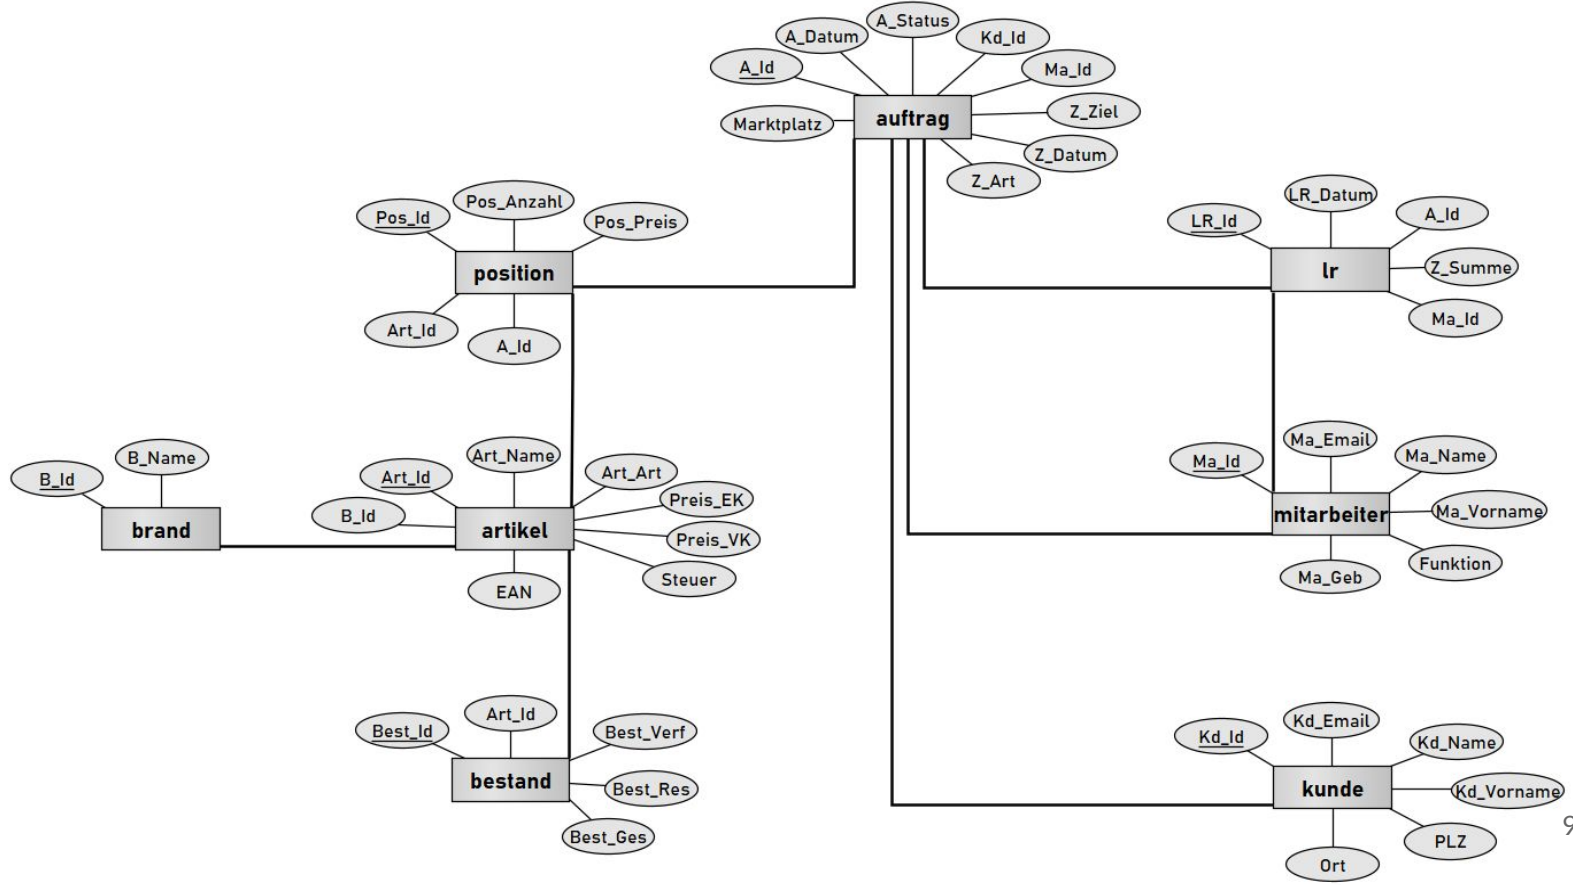 A_Status
A_Datum
Kd_Id
A_Id
Ma_Id
Marktplatz
auftrag
Z_Ziel
Z_Datum
Z_Art
Pos_Id
Pos_Anzahl
Pos_Preis
position
Art_Id
A_Id
LR_Id
LR_Datum
A_Id
lr
Z_Summe
Ma_Id
B_Id
B_Name
brand
Art_Id
Art_Name
Art_Art
B_Id
artikel
Preis_EK
Preis_VK
Steuer
EAN
Ma_Id
Ma_Email
Ma_Name
mitarbeiter
Ma_Vorname
Ma_Geb
Funktion
Best_Id
Art_Id
Best_Verf
bestand
Best_Res
Best_Ges
Kd_Id
Kd_Email
Kd_Name
kunde
Kd_Vorname
Ort
PLZ
9